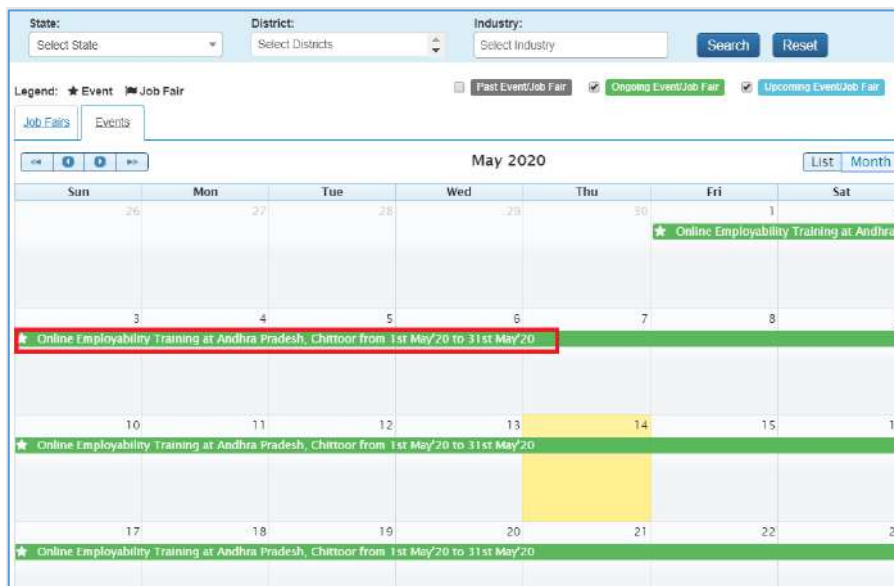 State: District: Industry:
Select State Select Districts Select Industry Search Reset
Legend: ★ Event Job Fair Past Event/Job Fair Ongoing Event/Job Fair Upcoming Event/Job Fair
Job Fairs Events
May 2020 List Month
Sun Mon Tue Wed Thu Fri Sat
26 27 28 29 30 1
Online Employability Training at Andhra
3 4 5 6 7 8
Online Employability Training at Andhra Pradesh, Chittoor from 1st May'20 to 31st May'20
10 11 12 13 14 15 1
Online Employability Training at Andhra Pradesh, Chittoor from 1st May'20 to 31st May'20
17 18 19 20 21 22 2
Online Employability Training at Andhra Pradesh, Chittoor from 1st May'20 to 31st May'20